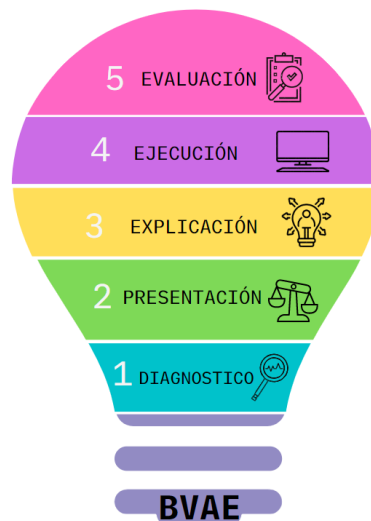 5 EVALUACIÓN
4 EJECUCIÓN
3 EXPLICACIÓN
2 PRESENTACIÓN
1 DIAGNOSTICO
BVAE